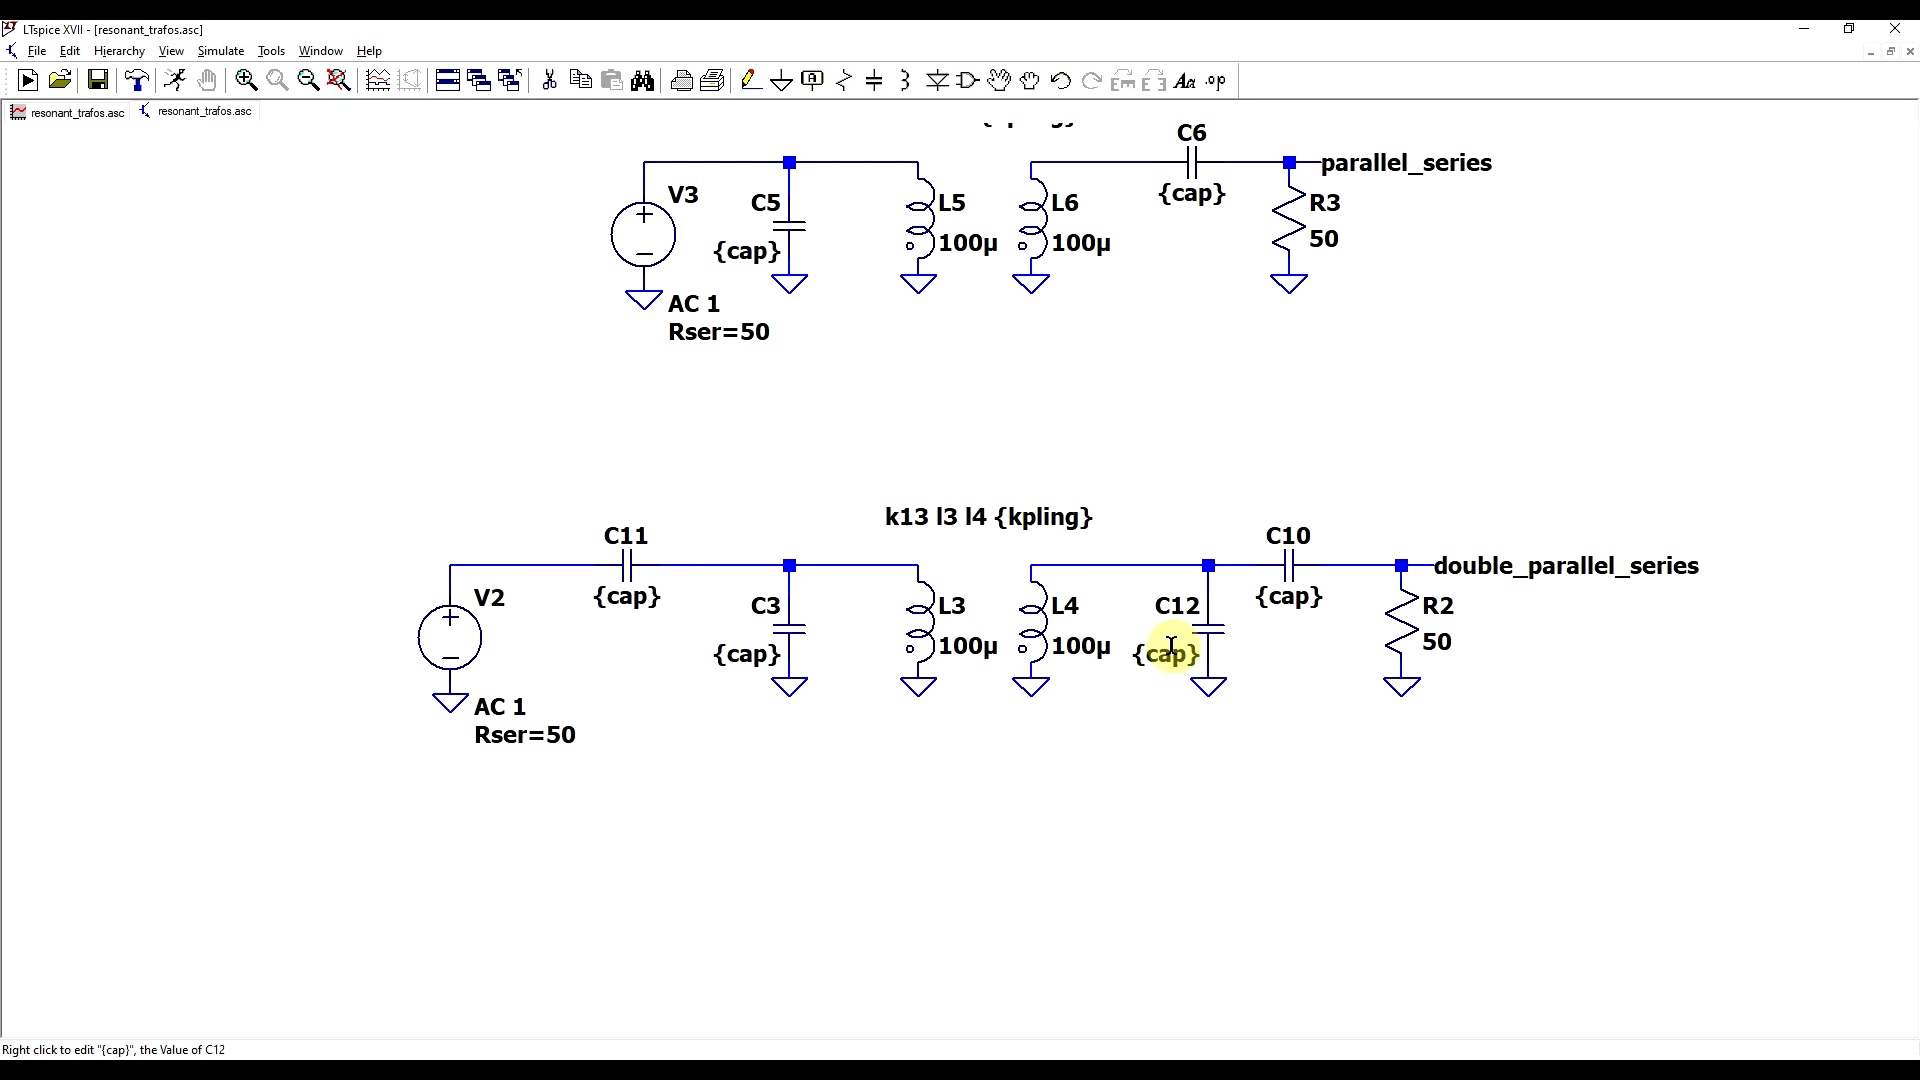 LTspice XVII - [resonant_trafos.asc]
File Edit Hierarchy View Simulate Tools Window Help
resonant_trafos.asc resonant_trafos.asc
C6
parallel_series
{cap}
V3
C5
{cap}
L5
100µ
L6
100µ
R3
50
AC 1
Rser=50
k13 l3 l4 {kpling}
C11
{cap}
C10
{cap}
double_parallel_series
V2
C3
{cap}
L3
100µ
L4
100µ
C12
{cap}
R2
50
AC 1
Rser=50
Right click to edit "{cap}", the Value of C12